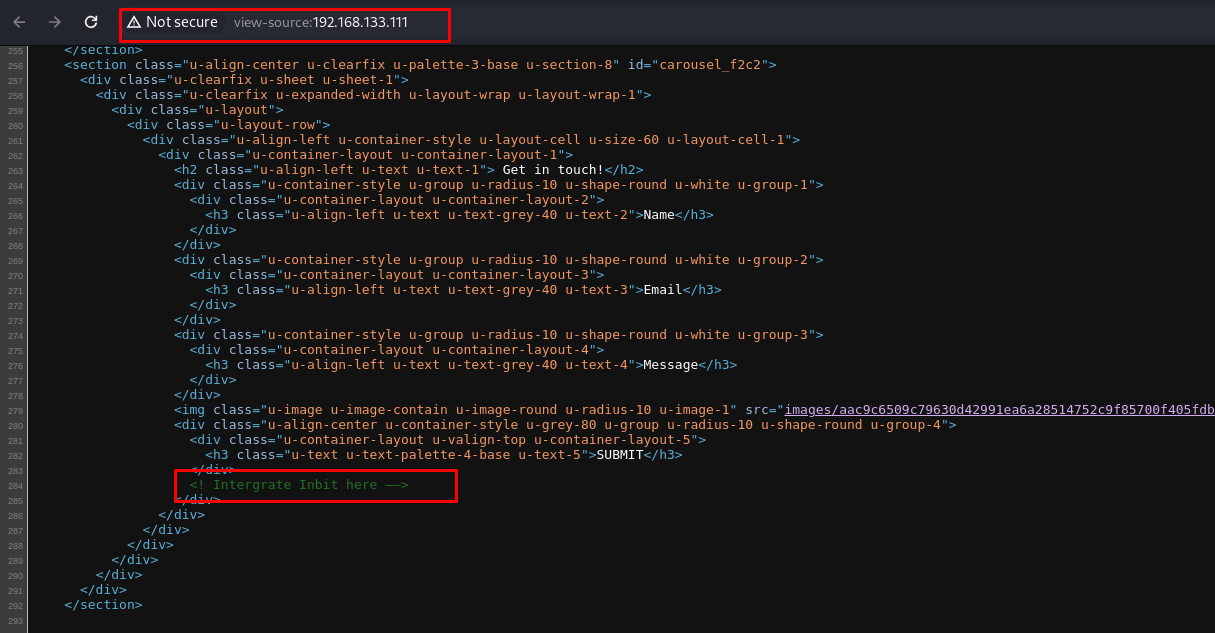 Not secure view-source:192.168.133.111
255 </section>
256 <section class="u-align-center u-clearfix u-palette-3-base u-section-8" id="carousel_f2c2">
257 <div class="u-clearfix u-sheet u-sheet-1">
258 <div class="u-clearfix u-expanded-width u-layout-wrap u-layout-wrap-1">
259 <div class="u-layout">
260 <div class="u-layout-row">
261 <div class="u-align-left u-container-style u-layout-cell u-size-60 u-layout-cell-1">
262 <div class="u-container-layout u-container-layout-1">
263 <h2 class="u-align-left u-text u-text-1"> Get in touch!</h2>
264 <div class="u-container-style u-group u-radius-10 u-shape-round u-white u-group-1">
265 <div class="u-container-layout u-container-layout-2">
266 <h3 class="u-align-left u-text u-text-grey-40 u-text-2">Name</h3>
267 </div>
268 </div>
269 <div class="u-container-style u-group u-radius-10 u-shape-round u-white u-group-2">
270 <div class="u-container-layout u-container-layout-3">
271 <h3 class="u-align-left u-text u-text-grey-40 u-text-3">Email</h3>
272 </div>
273 </div>
274 <div class="u-container-style u-group u-radius-10 u-shape-round u-white u-group-3">
275 <div class="u-container-layout u-container-layout-4">
276 <h3 class="u-align-left u-text u-text-grey-40 u-text-4">Message</h3>
277 </div>
278 </div>
279 <img class="u-image u-image-contain u-image-round u-radius-10 u-image-1" src="images/aac9c6509c79630d42991ea6a28514752c9f85700f405fdb
280 <div class="u-align-center u-container-style u-grey-80 u-group u-radius-10 u-shape-round u-group-4">
281 <div class="u-container-layout u-valign-top u-container-layout-5">
282 <h3 class="u-text u-text-palette-4-base u-text-5">SUBMIT</h3>
283 </div>
284 <! Intergrate Inbit here ——>
285 </div>
286 </div>
287 </div>
288 </div>
289 </div>
290 </div>
291 </div>
292 </section>
293